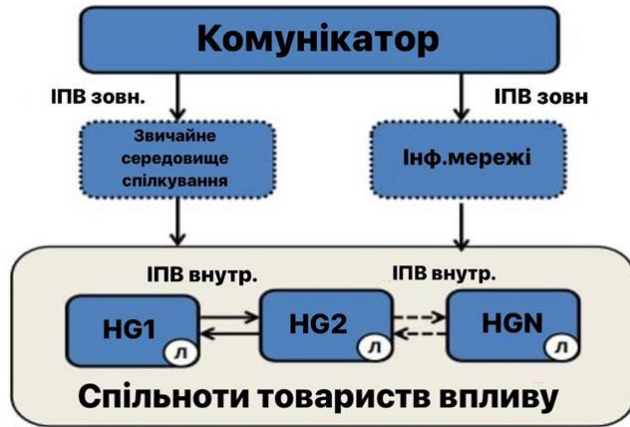 Комунікатор
ІПВ зовн.
ІПВ зовн
Звичайне
середовище
спілкування
Інф.мережі
ІПВ внутр.
ІПВ внутр.
HG1
HG2
HGN
Л
Л
Л
Спільноти товариств впливу